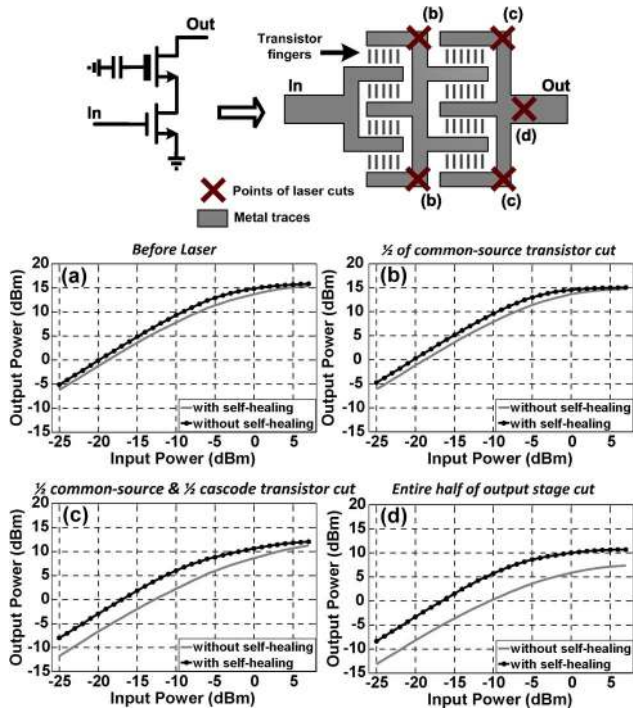 Out
In
Transistor
fingers
(b)
(c)
In
Out
(d)
(b)
(c)
Points of laser cuts
Metal traces
Before Laser
(a)
Output Power (dBm)
20
15
10
5
0
-5
-10
-15
with self-healing
without self-healing
-25 -20 -15 -10 -5 0 5
Input Power (dBm)
½ of common-source transistor cut
(b)
Output Power (dBm)
20
15
10
5
0
-5
-10
-15
without self-healing
with self-healing
-25 -20 -15 -10 -5 0 5
Input Power (dBm)
½ common-source & ½ cascode transistor cut
(c)
Output Power (dBm)
20
15
10
5
0
-5
-10
-15
without self-healing
with self-healing
-25 -20 -15 -10 -5 0 5
Input Power (dBm)
Entire half of output stage cut
(d)
Output Power (dBm)
20
15
10
5
0
-5
-10
-15
without self-healing
with self-healing
-25 -20 -15 -10 -5 0 5
Input Power (dBm)